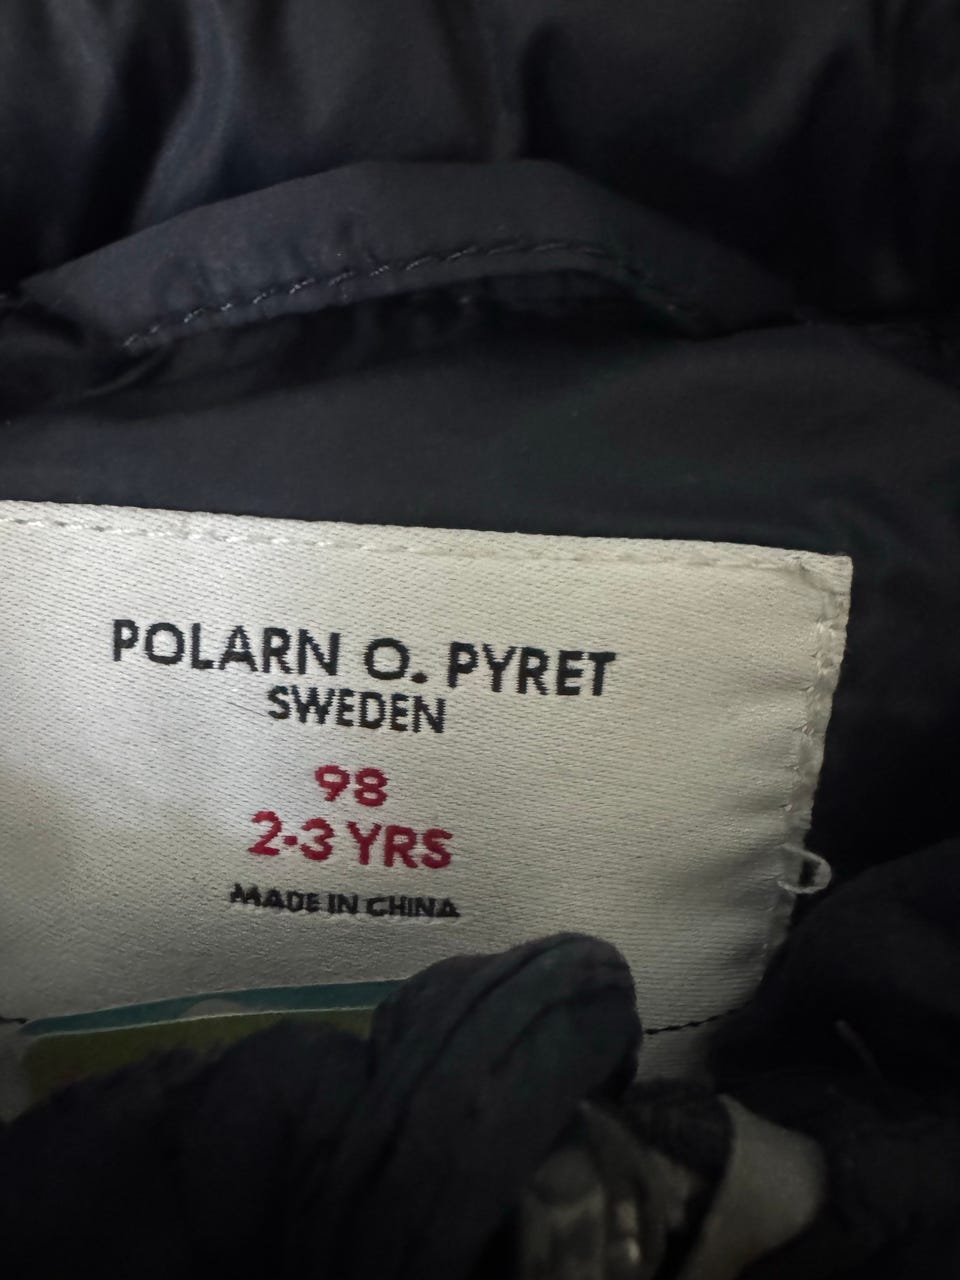 POLARN O. PYRET
SWEDEN
98
2-3 YRS
MADE IN CHINA